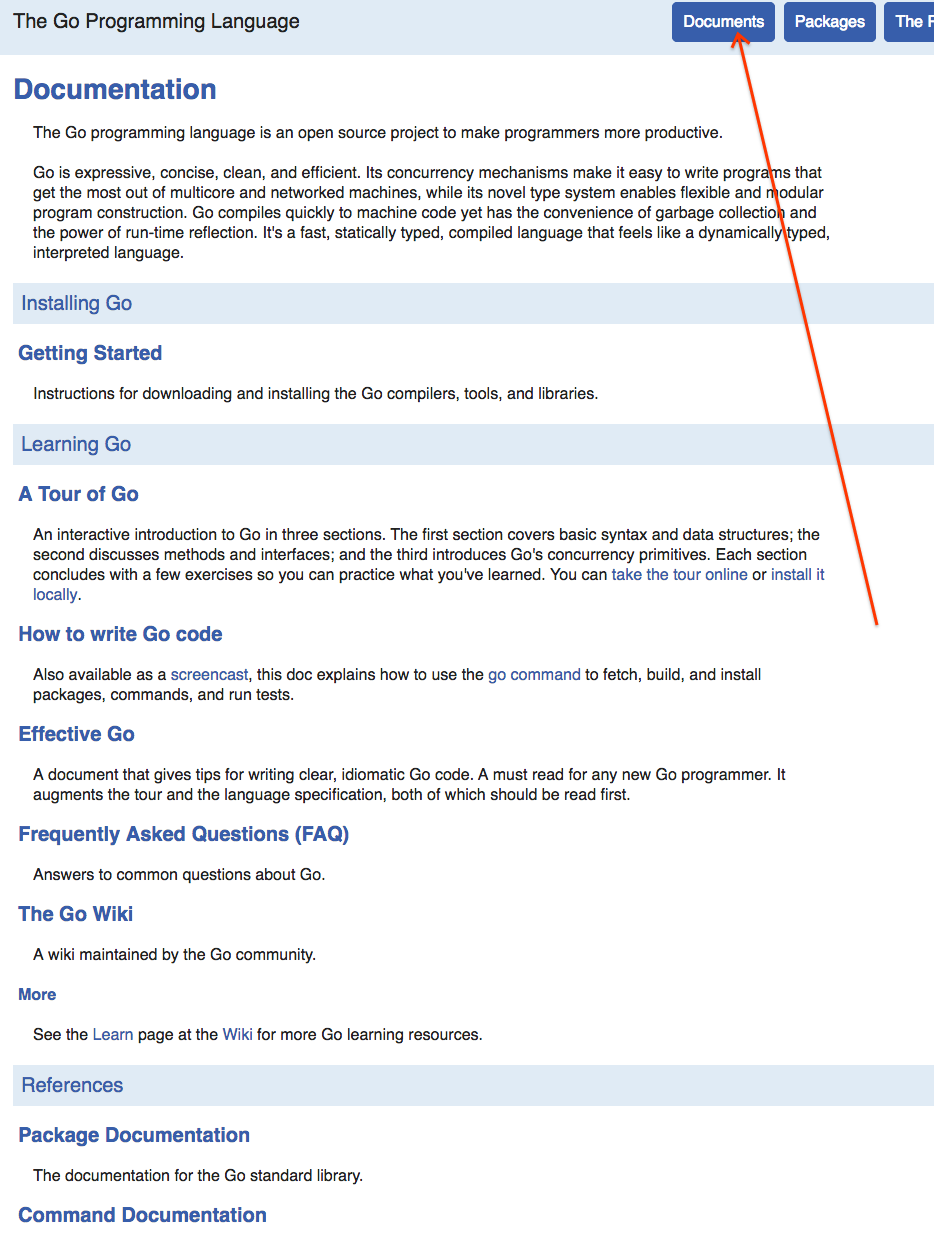 The Go Programming Language
Documents
Packages
The
Documentation
The Go programming language is an open source project to make programmers more productive.
Go is expressive, concise, clean, and efficient. Its concurrency mechanisms make it easy to write programs that
get the most out of multicore and networked machines, while its novel type system enables flexible and modular
program construction. Go compiles quickly to machine code yet has the convenience of garbage collection and
the power of run-time reflection. It's a fast, statically typed, compiled language that feels like a dynamically typed,
interpreted language.
Installing Go
Getting Started
Instructions for downloading and installing the Go compilers, tools, and libraries.
Learning Go
A Tour of Go
An interactive introduction to Go in three sections. The first section covers basic syntax and data structures; the
second discusses methods and interfaces; and the third introduces Go's concurrency primitives. Each section
concludes with a few exercises so you can practice what you've learned. You can take the tour online or install it
locally.
How to write Go code
Also available as a screencast, this doc explains how to use the go command to fetch, build, and install
packages, commands, and run tests.
Effective Go
A document that gives tips for writing clear, idiomatic Go code. A must read for any new Go programmer. It
augments the tour and the language specification, both of which should be read first.
Frequently Asked Questions (FAQ)
Answers to common questions about Go.
The Go Wiki
A wiki maintained by the Go community.
More
See the Learn page at the Wiki for more Go learning resources.
References
Package Documentation
The documentation for the Go standard library.
Command Documentation